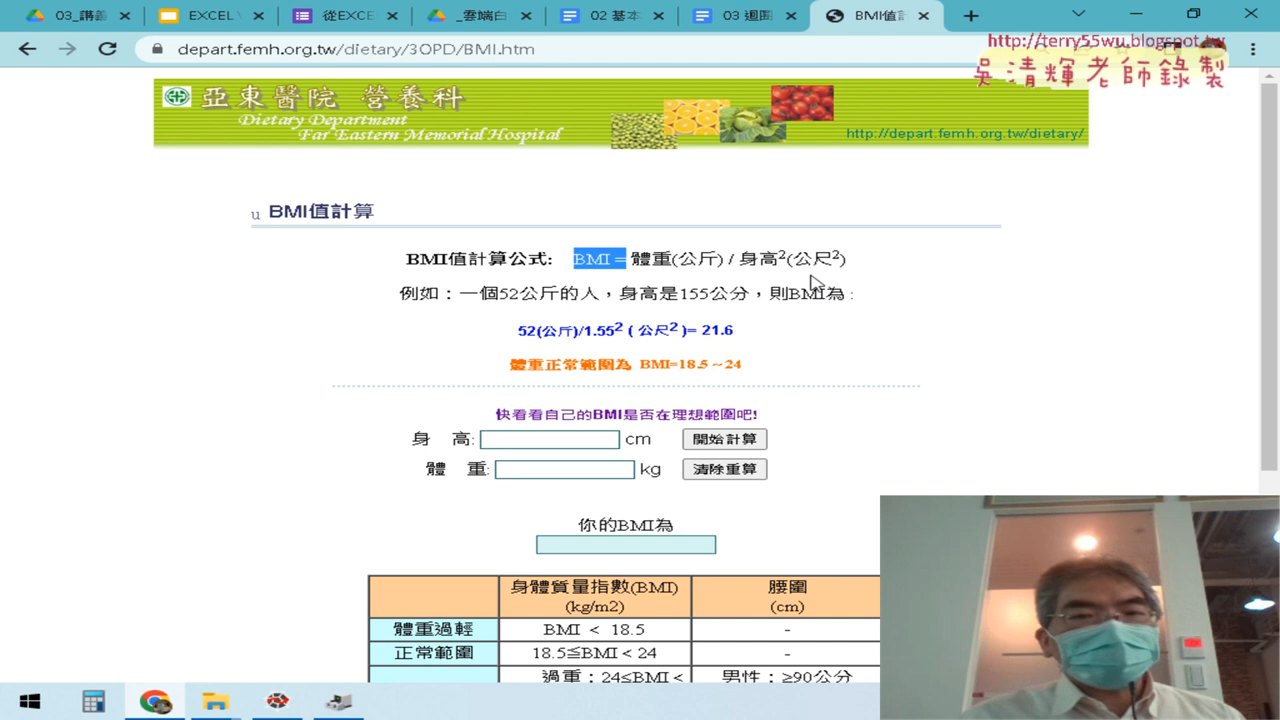 03_講義
EXCEL V
從EXCE
_雲端白
02 基本
03 迴圈
BMI值計
depart.femh.org.tw/dietary/3OPD/BMI.htm
http://terry55wu.blogspot.tw
吳清輝老師錄製
亞東醫院 營養科
Dietary Department
Far Eastern Memorial Hospital
http://depart.femh.org.tw/dietary/
u BMI值計算
BMI值計算公式: BMI = 體重(公斤) / 身高²(公尺²)
例如：一個52公斤的人，身高是155公分，則BMI為 :
52(公斤)/1.55² ( 公尺² )= 21.6
體重正常範圍為 BMI=18.5～24
快看看自己的BMI是否在理想範圍吧!
身 高: cm 開始計算
體 重: kg 清除重算
你的BMI為
身體質量指數(BMI) (kg/m2) 腰圍 (cm)
體重過輕 BMI < 18.5 -
正常範圍 18.5≦BMI < 24 -
過重：24≦BMI < 男性：≥90公分